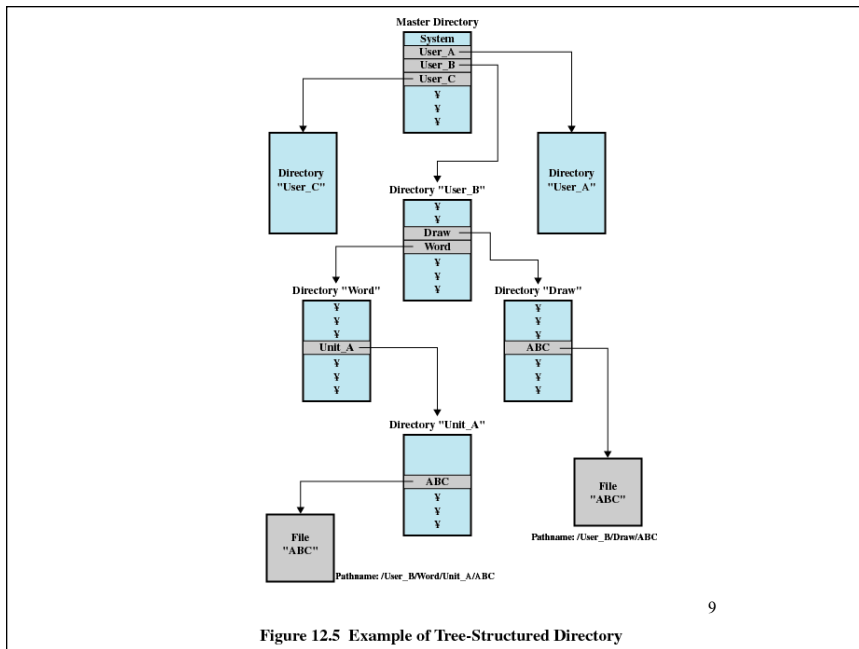 Master Directory
System
User_A
User_B
User_C
¥
¥
¥
Directory
"User_C"
Directory
"User_A"
Directory "User_B"
¥
¥
Draw
Word
¥
¥
¥
Directory "Word"
¥
¥
¥
Unit_A
¥
¥
¥
Directory "Draw"
¥
¥
¥
ABC
¥
¥
¥
Directory "Unit_A"
ABC
¥
¥
¥
File
"ABC"
Pathname: /User_B/Draw/ABC
File
"ABC"
Pathname: /User_B/Word/Unit_A/ABC
9
Figure 12.5 Example of Tree-Structured Directory